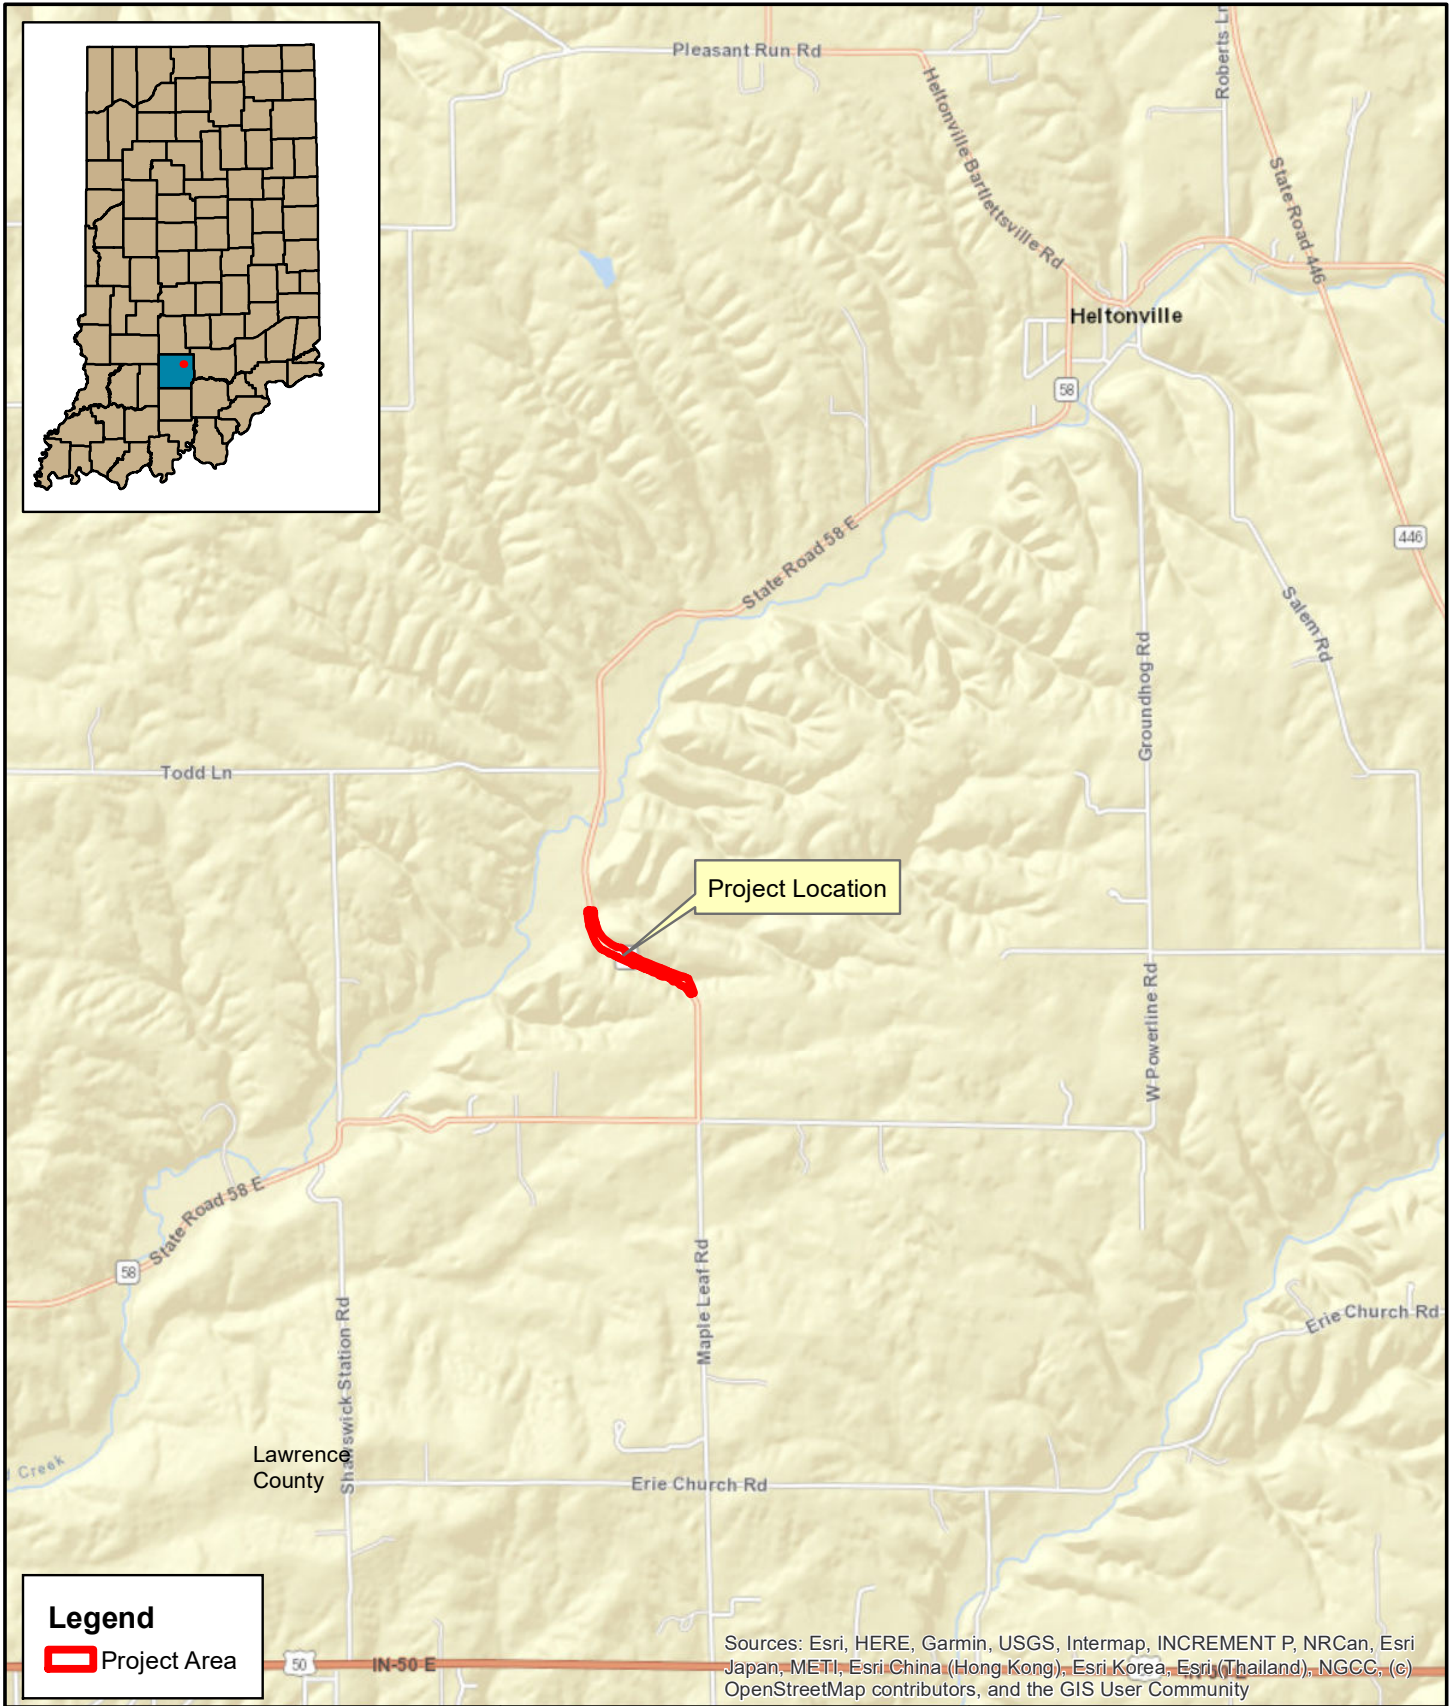 Pleasant Run Rd
Roberts Ln
Heltonville Bartlettsville Rd
State Road 446
Heltonville
58
446
State Road 58 E
Salem Rd
Groundhog Rd
Todd Ln
Project Location
W Powerline Rd
State Road 58 E
58
Maple Leaf Rd
Erie Church Rd
Shawswick Station Rd
Lawrence
County
Creek
Erie Church Rd
Legend
Project Area
50
IN-50 E
Sources: Esri, HERE, Garmin, USGS, Intermap, INCREMENT P, NRCan, Esri
Japan, METI, Esri China (Hong Kong), Esri Korea, Esri (Thailand), NGCC, (c)
OpenStreetMap contributors, and the GIS User Community
IN-50 E